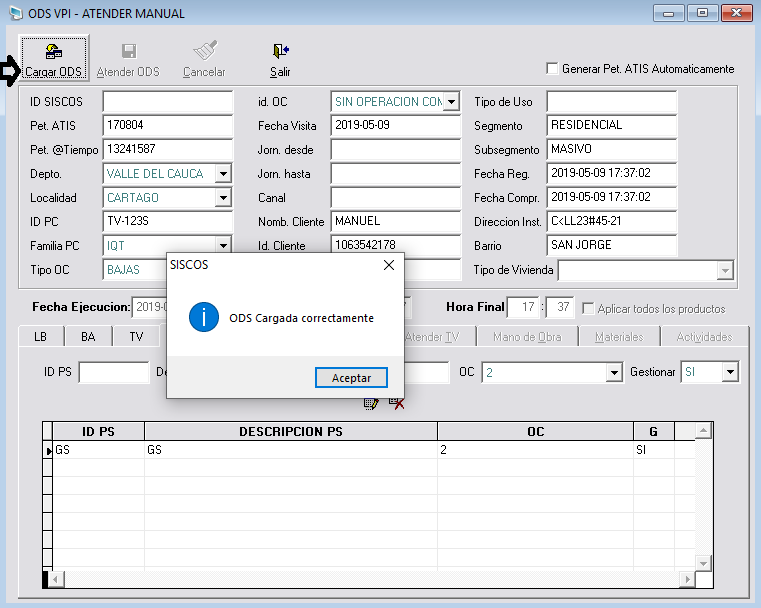 ODS VPI - ATENDER MANUAL
Cargar ODS Atender ODS Cancelar Salir
Generar Pet. ATIS Automaticamente
ID SISCOS id. OC SIN OPERACION COM Tipo de Uso
Pet. ATIS 170804 Fecha Visita 2019-05-09 Segmento RESIDENCIAL
Pet. @Tiempo 13241587 Jorn. desde Subsegmento MASIVO
Depto. VALLE DEL CAUCA Jorn. hasta Fecha Reg. 2019-05-09 17:37:02
Localidad CARTAGO Canal Fecha Compr. 2019-05-09 17:37:02
ID PC TV-123S Nomb. Cliente MANUEL Direccion Inst. C<LL23#45-21
Familia PC IQT Id. Cliente 1063542178 Barrio SAN JORGE
Tipo OC BAJAS Tipo de Vivienda
SISCOS
ODS Cargada correctamente
Aceptar
Fecha Ejecucion: 2019-0 7 Hora Final 17 : 37 Aplicar todos los productos
LB BA TV Atender TV Mano de Obra Materiales Actividades
ID PS De OC 2 Gestionar SI
ID PS DESCRIPCION PS OC G
GS GS 2 SI